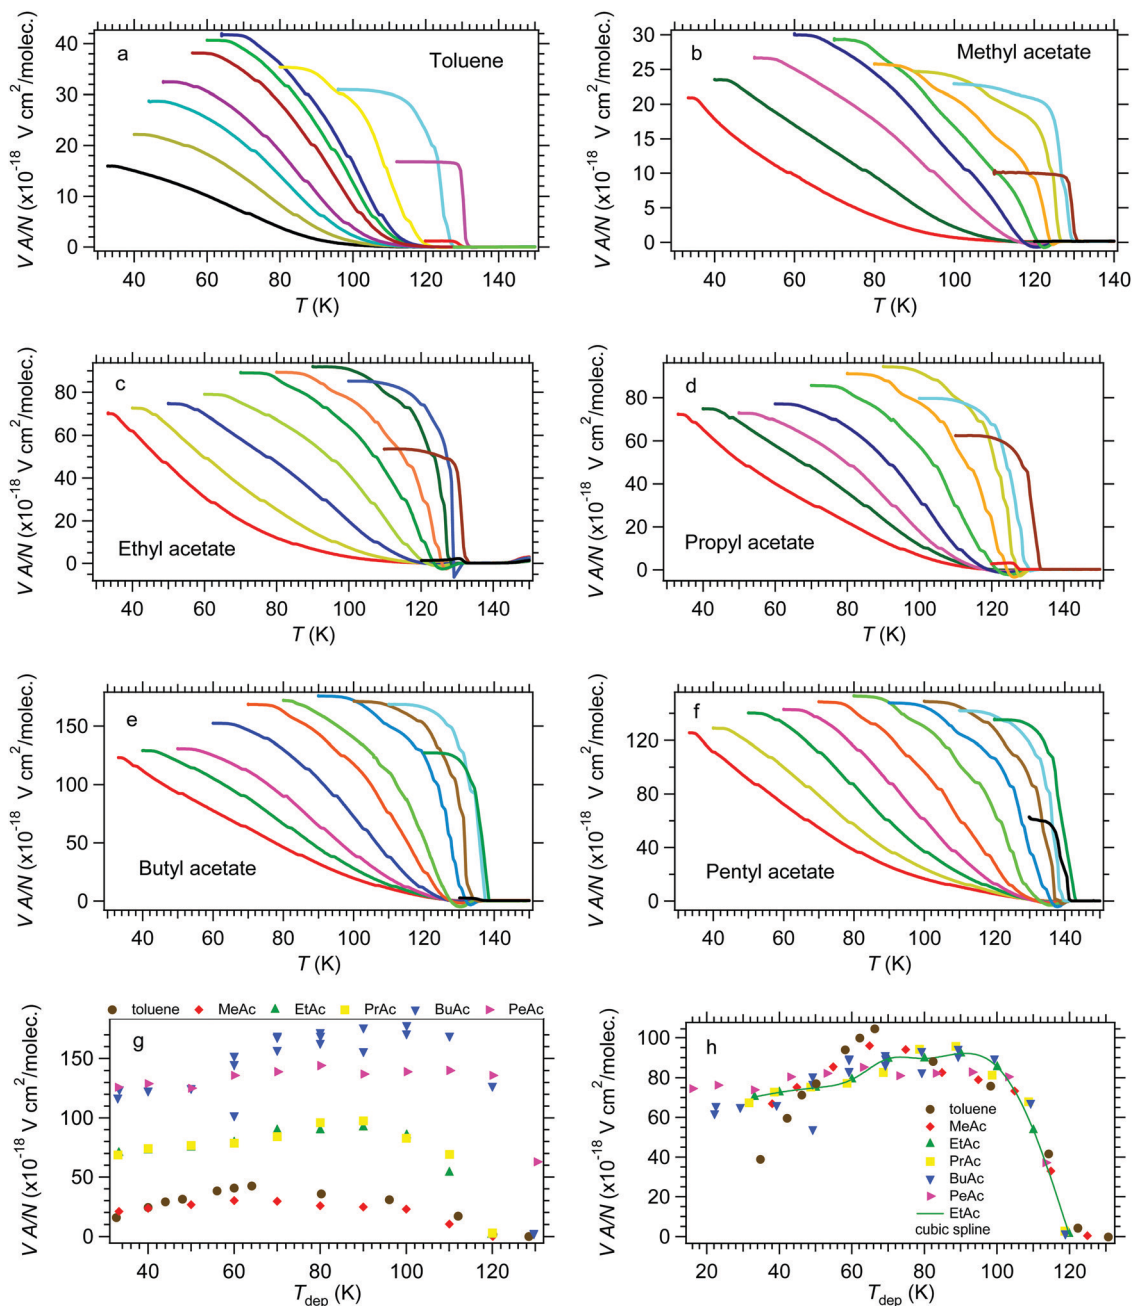 a
Toluene
V A/N (x10⁻¹⁸ V cm²/molec.)
40
30
20
10
0
40 60 80 100 120 140
T (K)
b
Methyl acetate
V A/N (x10⁻¹⁸ V cm²/molec.)
30
25
20
15
10
5
0
40 60 80 100 120 140
T (K)
c
Ethyl acetate
V A/N (x10⁻¹⁸ V cm²/molec.)
80
60
40
20
0
40 60 80 100 120 140
T (K)
d
Propyl acetate
V A/N (x10⁻¹⁸ V cm²/molec.)
80
60
40
20
0
40 60 80 100 120 140
T (K)
e
Butyl acetate
V A/N (x10⁻¹⁸ V cm²/molec.)
150
100
50
0
40 60 80 100 120 140
T (K)
f
Pentyl acetate
V A/N (x10⁻¹⁸ V cm²/molec.)
120
80
40
0
40 60 80 100 120 140
T (K)
toluene MeAc EtAc PrAc BuAc PeAc
g
V A/N (x10⁻¹⁸ V cm²/molec.)
150
100
50
0
40 60 80 100 120
T_dep (K)
h
V A/N (x10⁻¹⁸ V cm²/molec.)
100
80
60
40
20
0
toluene
MeAc
EtAc
PrAc
BuAc
PeAc
EtAc
cubic spline
20 40 60 80 100 120
T_dep (K)